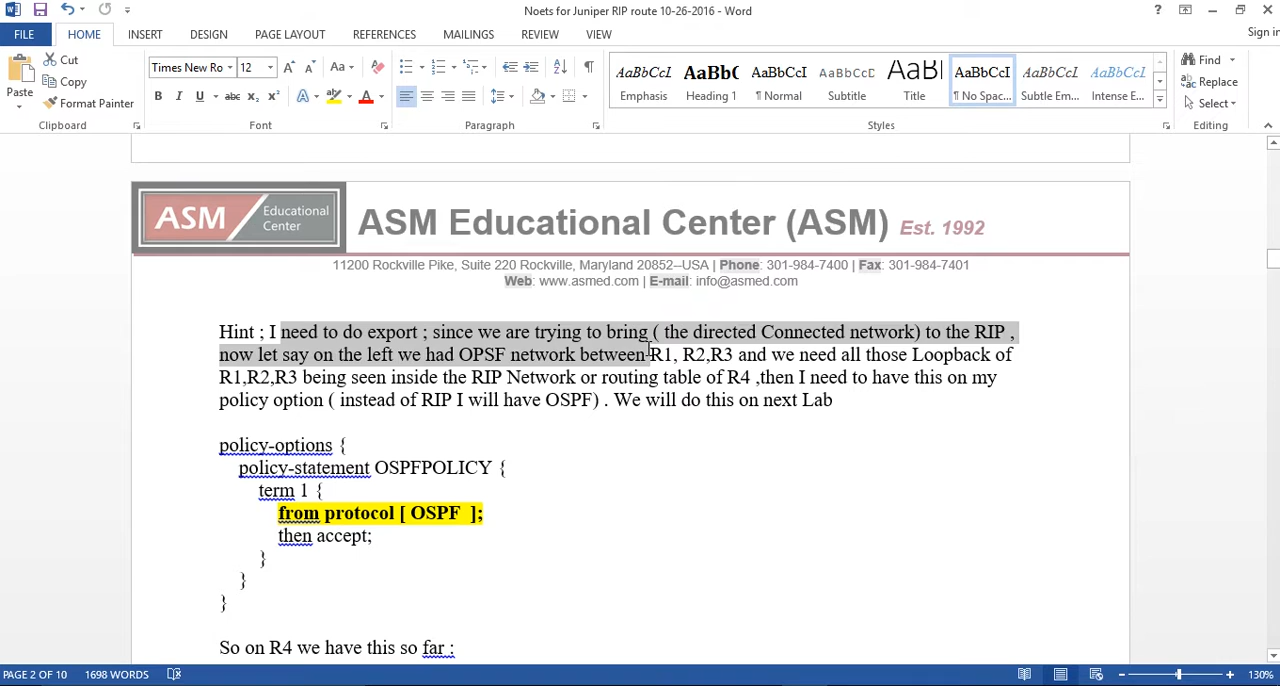 Noets for Juniper RIP route 10-26-2016 - Word
Sign in
FILE HOME INSERT DESIGN PAGE LAYOUT REFERENCES MAILINGS REVIEW VIEW
Paste
Cut
Copy
Format Painter
Clipboard
Times New Ro 12
Font
Paragraph
AaBbCcI AaBbC AaBbCcI AaBbCcD AaBl AaBbCcI AaBbCcI AaBbCcI
Emphasis Heading 1 ¶ Normal Subtitle Title ¶ No Spac... Subtle Em... Intense E...
Styles
Find
Replace
Select
Editing
ASM Educational Center
ASM Educational Center (ASM) Est. 1992
11200 Rockville Pike, Suite 220 Rockville, Maryland 20852--USA | Phone: 301-984-7400 | Fax: 301-984-7401
Web: www.asmed.com | E-mail: info@asmed.com
Hint ; I need to do export ; since we are trying to bring ( the directed Connected network) to the RIP ,
now let say on the left we had OPSF network between R1, R2,R3 and we need all those Loopback of
R1,R2,R3 being seen inside the RIP Network or routing table of R4 ,then I need to have this on my
policy option ( instead of RIP I will have OSPF) . We will do this on next Lab
policy-options {
policy-statement OSPFPOLICY {
term 1 {
from protocol [ OSPF ];
then accept;
}
}
}
So on R4 we have this so far :
PAGE 2 OF 10 1698 WORDS 130%